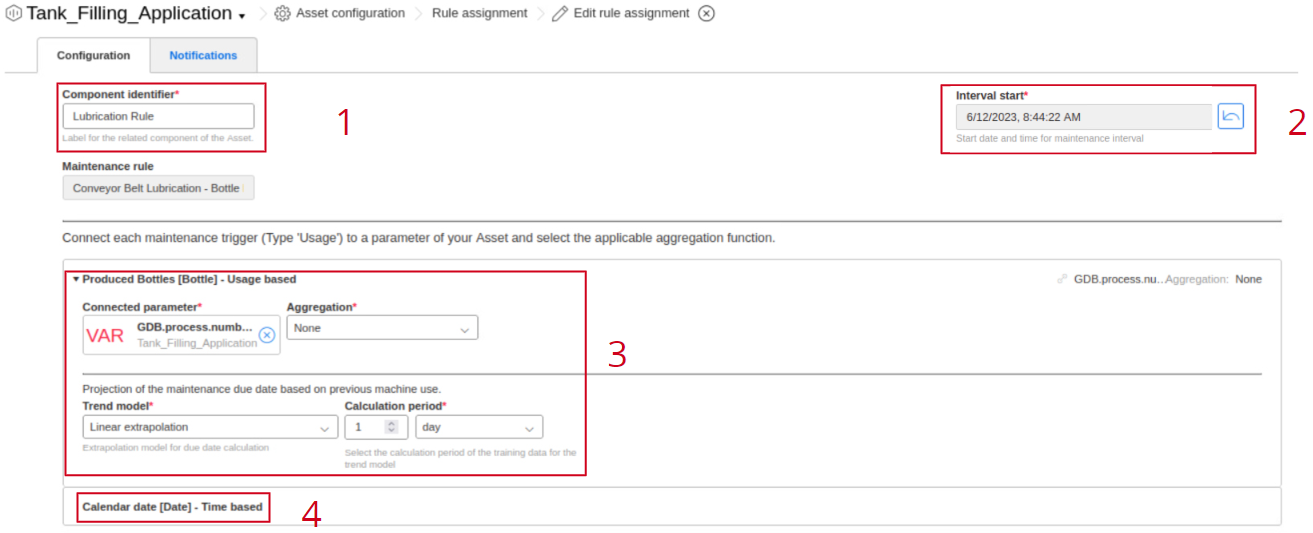 Tank_Filling_Application
Asset configuration
Rule assignment
Edit rule assignment
Configuration
Notifications
Component identifier*
Lubrication Rule
Label for the related component of the Asset.
1
Interval start*
6/12/2023, 8:44:22 AM
Start date and time for maintenance interval
2
Maintenance rule
Conveyor Belt Lubrication - Bottle
Connect each maintenance trigger (Type 'Usage') to a parameter of your Asset and select the applicable aggregation function.
Produced Bottles [Bottle] - Usage based
GDB.process.nu.. Aggregation: None
Connected parameter*
Aggregation*
VAR
GDB.process.numb...
Tank_Filling_Application
None
3
Projection of the maintenance due date based on previous machine use.
Trend model*
Calculation period*
Linear extrapolation
1
day
Extrapolation model for due date calculation
Select the calculation period of the training data for the
trend model
Calendar date [Date] - Time based
4